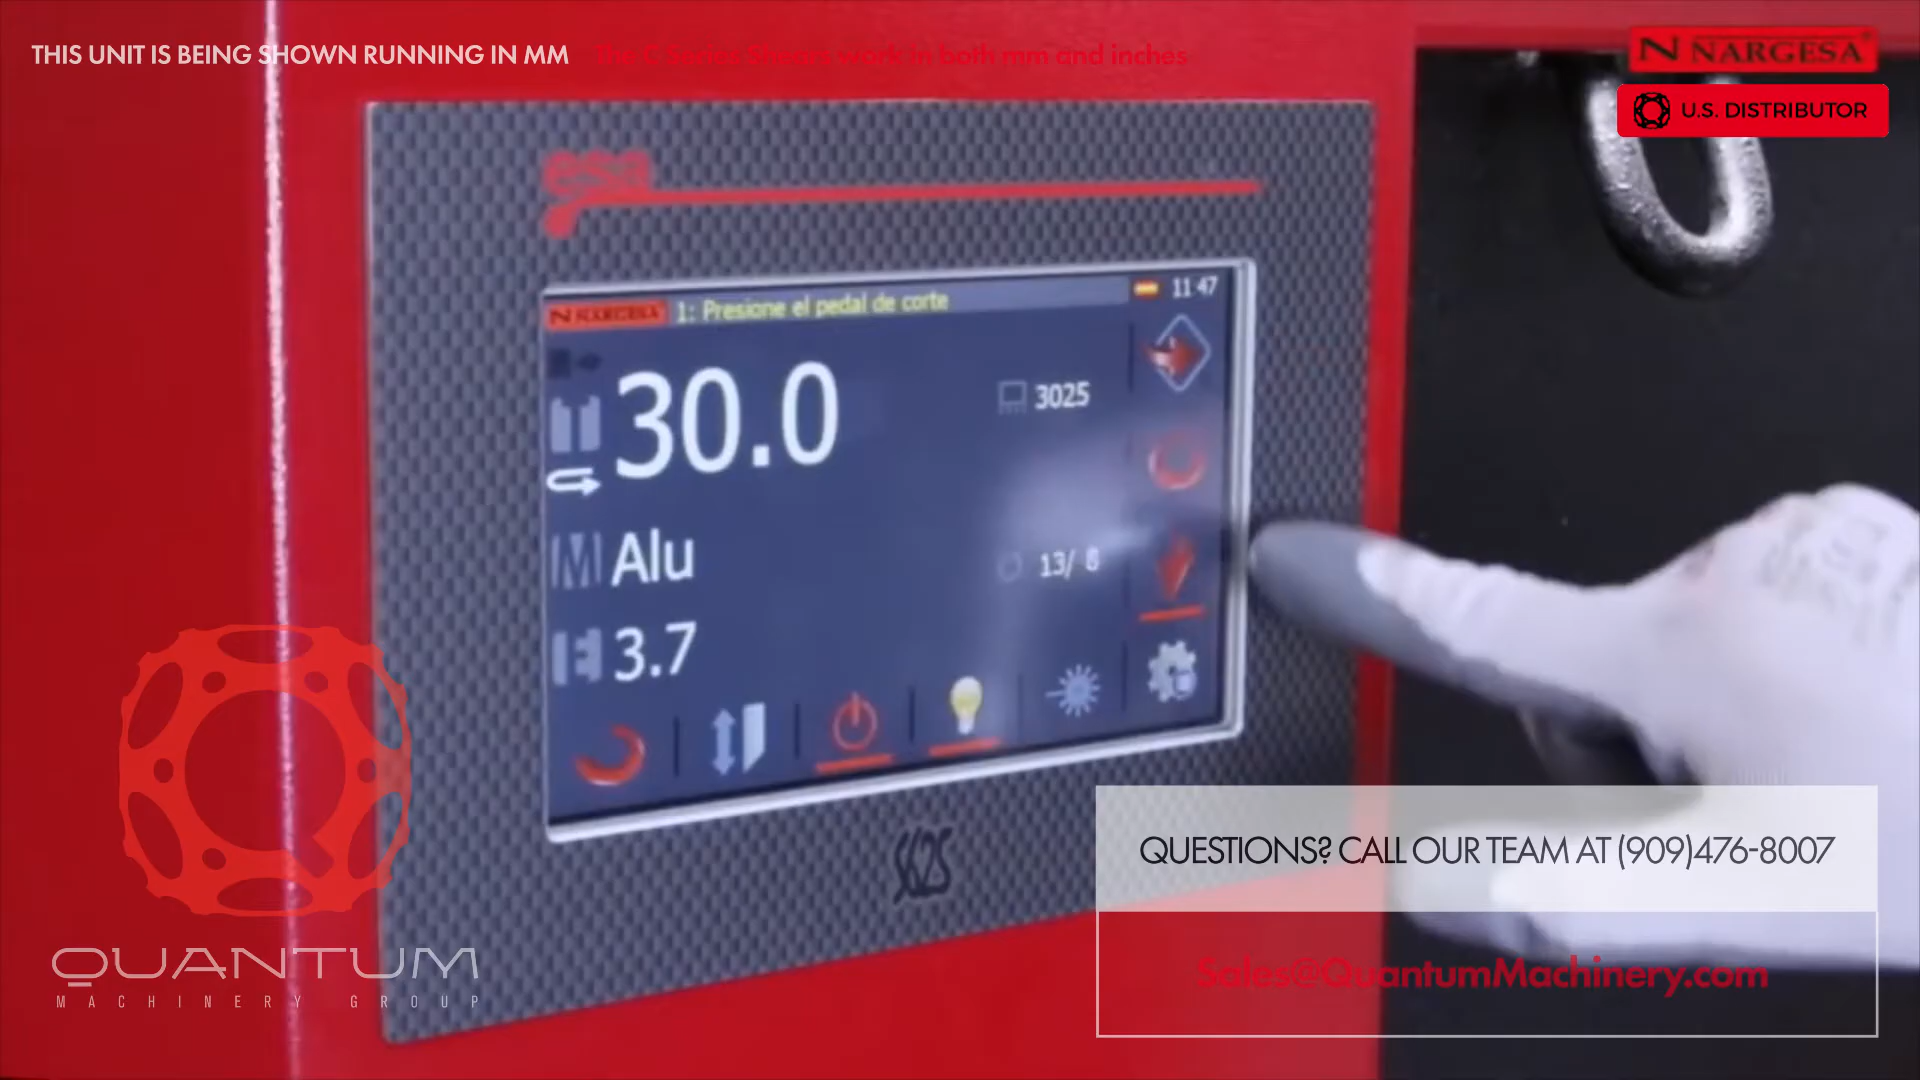 THIS UNIT IS BEING SHOWN RUNNING IN MM The C Series Shears work in both mm and inches
NARGESA
U.S. DISTRIBUTOR
esa
NARGESA 1: Presione el pedal de corte 11:47
30.0 3025
Alu 13/ 8
3.7
QUESTIONS? CALL OUR TEAM AT (909)476-8007
Sales@QuantumMachinery.com
QUANTUM
MACHINERY GROUP